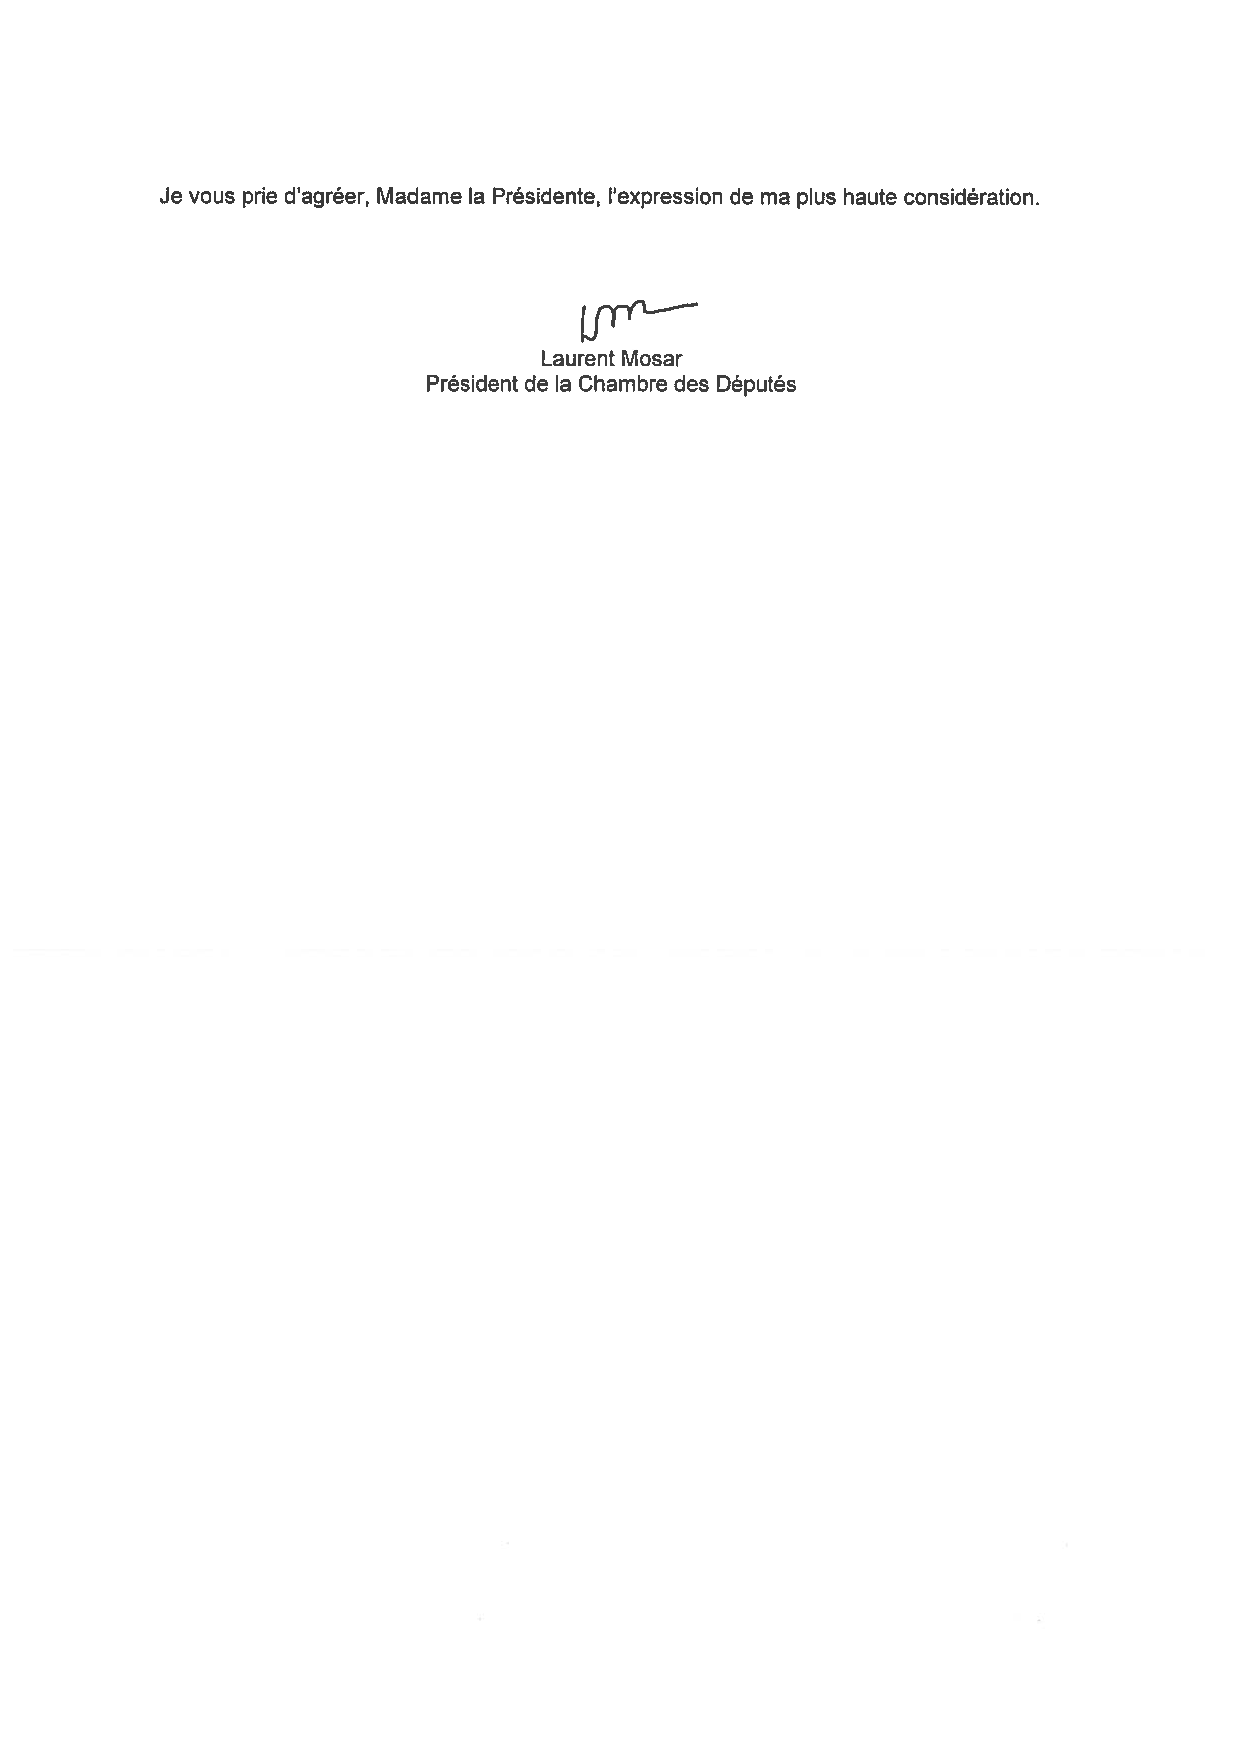 Je vous prie d'agréer, Madame la Présidente, l'expression de ma plus haute considération.
Laurent Mosar
Président de la Chambre des Députés